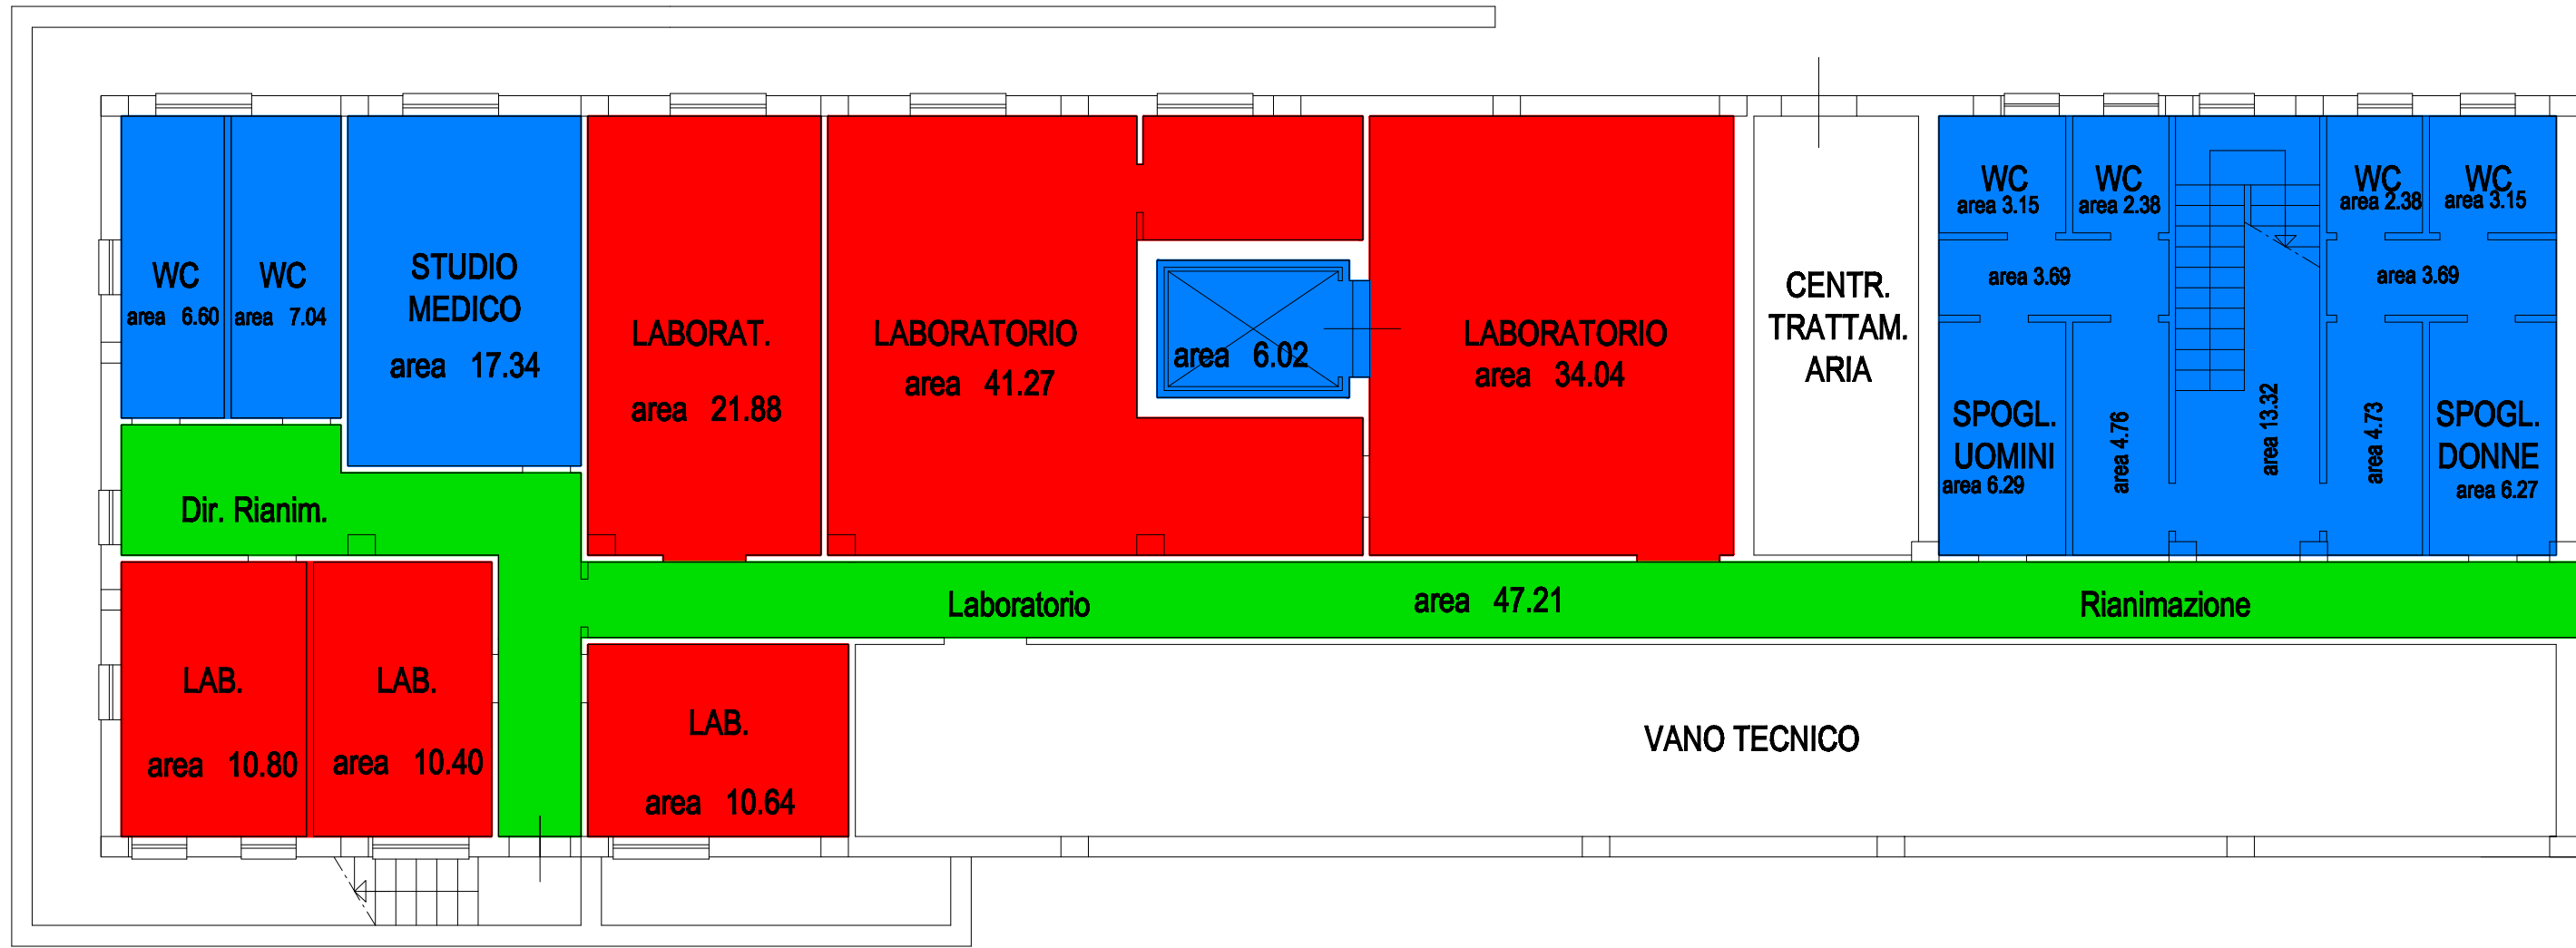 WC
area 6.60
WC
area 7.04
STUDIO
MEDICO
area 17.34
LABORAT.
area 21.88
LABORATORIO
area 41.27
area 6.02
LABORATORIO
area 34.04
CENTR.
TRATTAM.
ARIA
WC
area 3.15
WC
area 2.38
WC
area 2.38
WC
area 3.15
area 3.69
area 3.69
SPOGL.
UOMINI
area 6.29
area 4.76
area 13.32
area 4.73
SPOGL.
DONNE
area 6.27
Dir. Rianim.
Laboratorio
area 47.21
Rianimazione
LAB.
area 10.80
LAB.
area 10.40
LAB.
area 10.64
VANO TECNICO